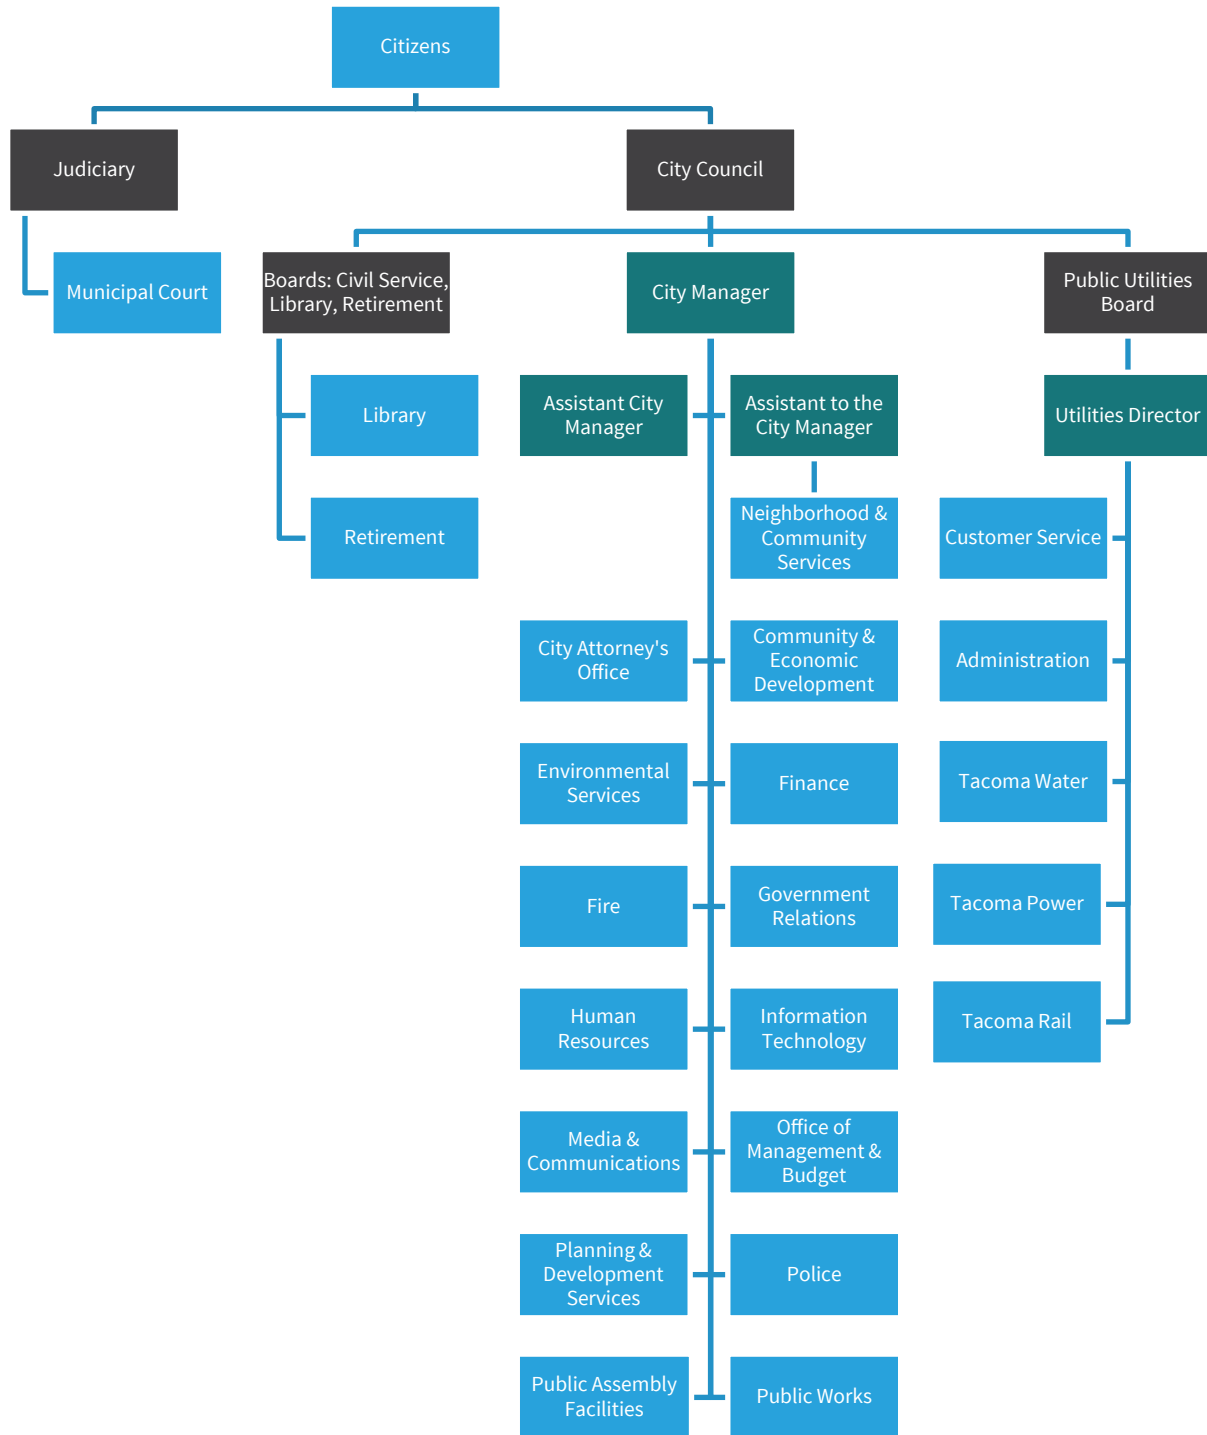 Citizens
Judiciary
City Council
Municipal Court
Boards: Civil Service,
Library, Retirement
City Manager
Public Utilities
Board
Library
Assistant City
Manager
Assistant to the
City Manager
Utilities Director
Retirement
Neighborhood &
Community
Services
Customer Service
City Attorney's
Office
Community &
Economic
Development
Administration
Environmental
Services
Finance
Tacoma Water
Fire
Government
Relations
Tacoma Power
Human
Resources
Information
Technology
Tacoma Rail
Media &
Communications
Office of
Management &
Budget
Planning &
Development
Services
Police
Public Assembly
Facilities
Public Works